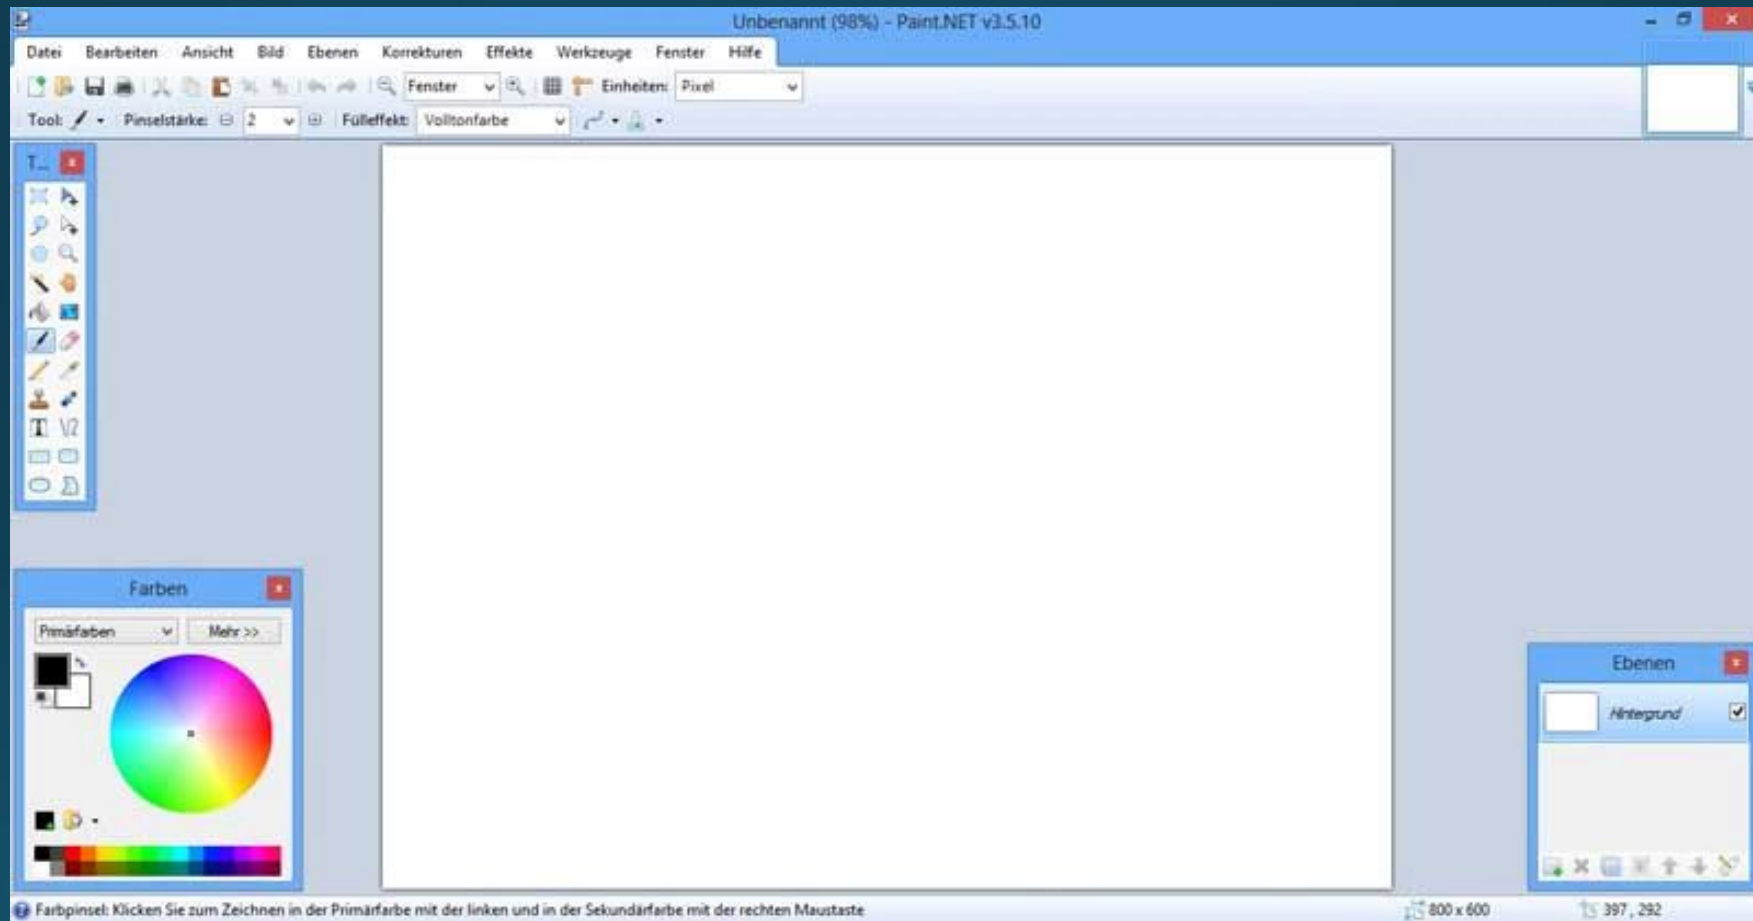 Unbenannt (98%) - Paint.NET v3.5.10
Datei Bearbeiten Ansicht Bild Ebenen Korrekturen Effekte Werkzeuge Fenster Hilfe
Fenster Einheiten: Pixel
Tool: Pinselstärke: 2 Fülleffekt: Volltonfarbe
T...
Farben
Primärfarben Mehr >>
Ebenen
Hintergrund
Farbpinsel: Klicken Sie zum Zeichnen in der Primärfarbe mit der linken und in der Sekundärfarbe mit der rechten Maustaste 800 x 600 397, 292